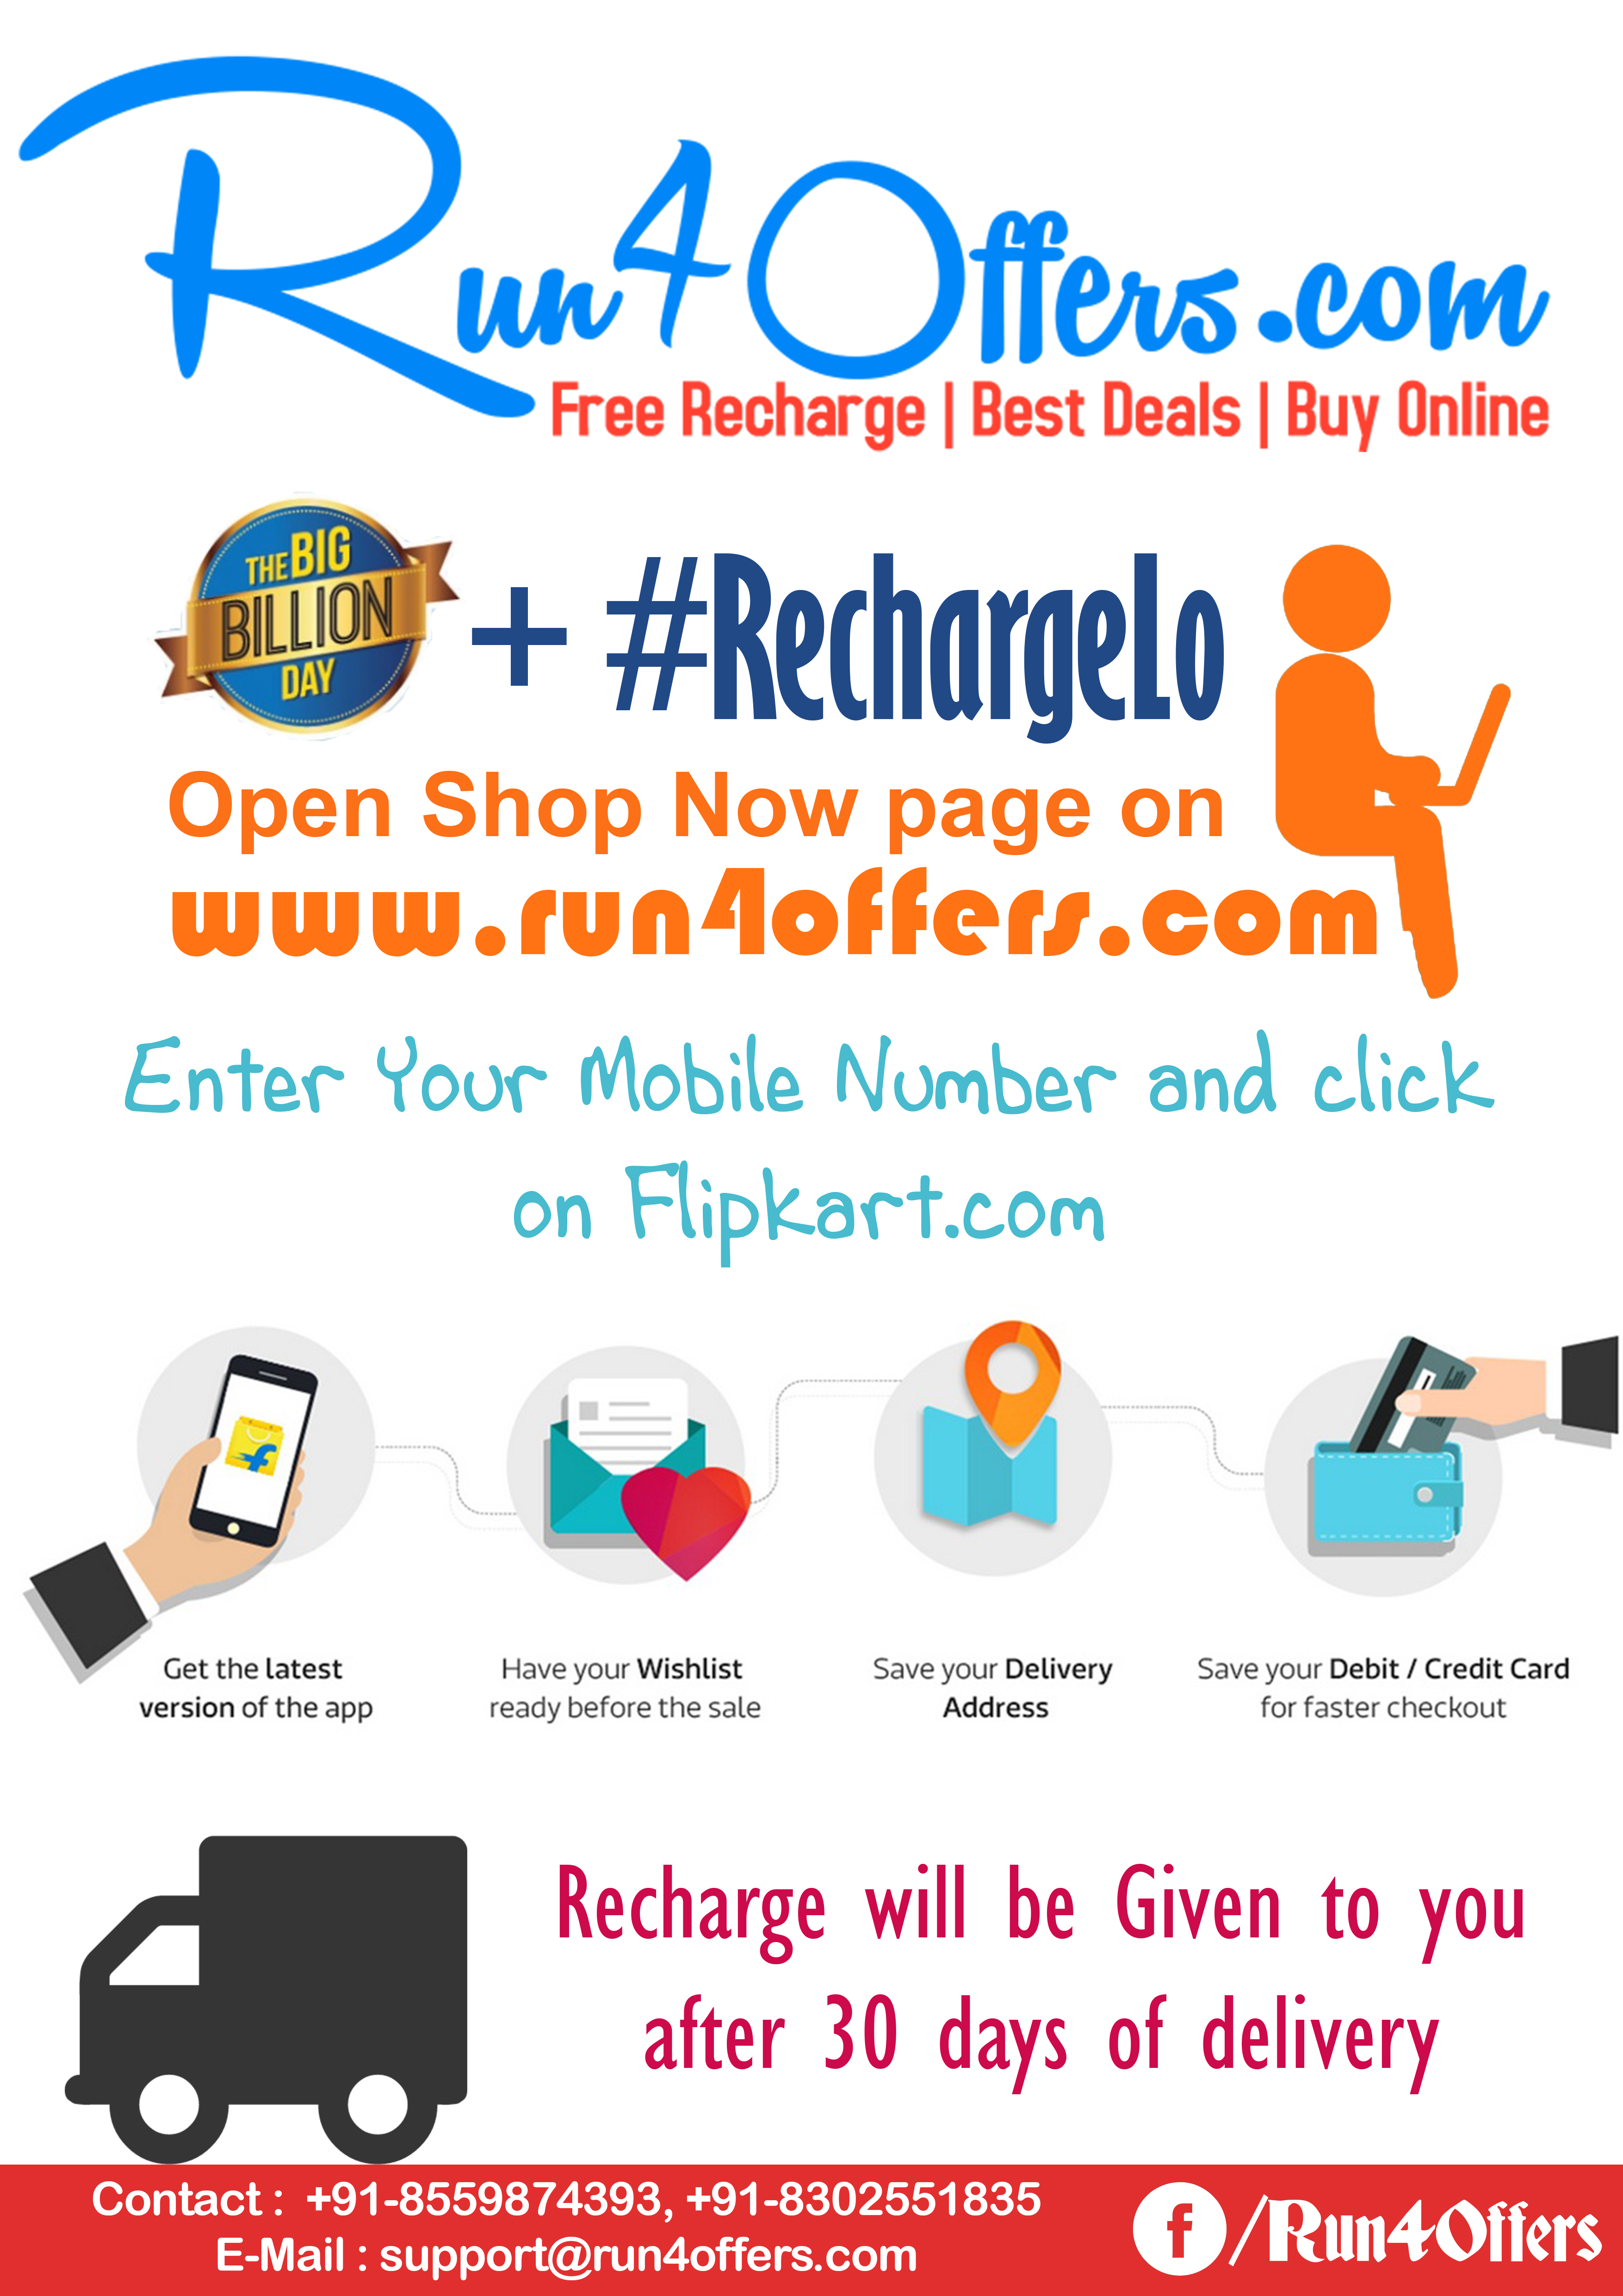 Run4Offers.com
Free Recharge | Best Deals | Buy Online
THE BIG
BILLION
DAY
+ #RechargeLo
Open Shop Now page on
www.run4offers.com
Enter Your Mobile Number and click
on Flipkart.com
Get the latest
version of the app
Have your Wishlist
ready before the sale
Save your Delivery
Address
Save your Debit / Credit Card
for faster checkout
Recharge will be Given to you
after 30 days of delivery
Contact : +91-8559874393, +91-8302551835
E-Mail : support@run4offers.com
f/Run4Offers